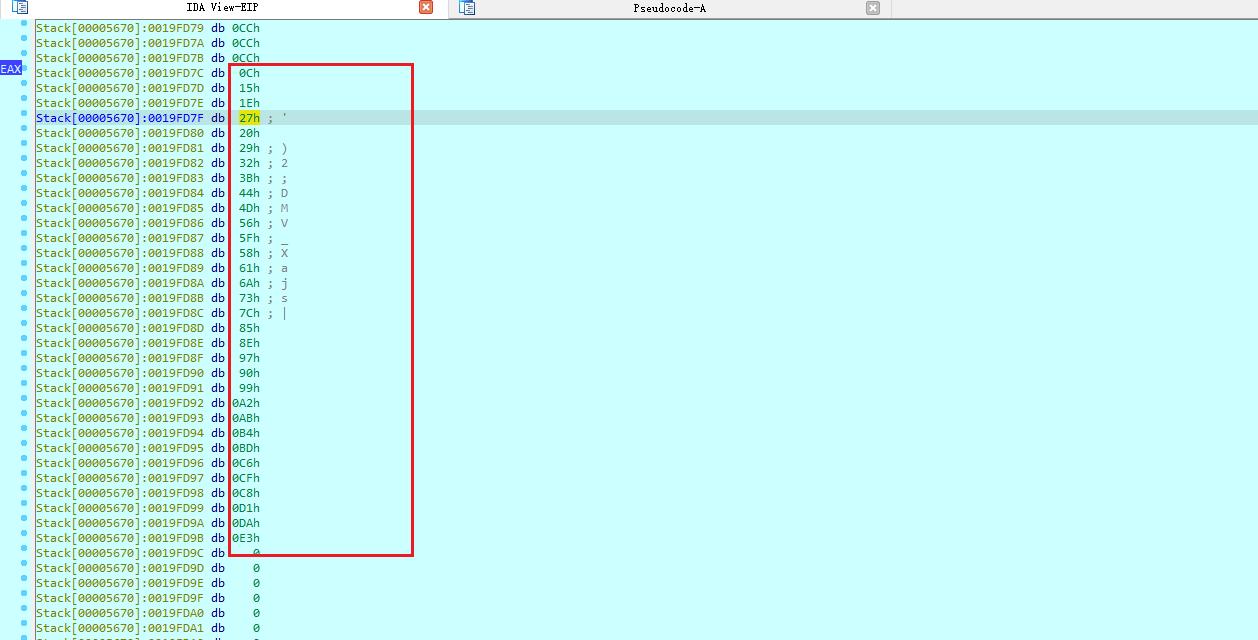 IDA View-EIP Pseudocode-A
Stack[00005670]:0019FD79 db 0CCh
Stack[00005670]:0019FD7A db 0CCh
Stack[00005670]:0019FD7B db 0CCh
EAX
Stack[00005670]:0019FD7C db 0Ch
Stack[00005670]:0019FD7D db 15h
Stack[00005670]:0019FD7E db 1Eh
Stack[00005670]:0019FD7F db 27h ; '
Stack[00005670]:0019FD80 db 20h
Stack[00005670]:0019FD81 db 29h ; )
Stack[00005670]:0019FD82 db 32h ; 2
Stack[00005670]:0019FD83 db 3Bh ; ;
Stack[00005670]:0019FD84 db 44h ; D
Stack[00005670]:0019FD85 db 4Dh ; M
Stack[00005670]:0019FD86 db 56h ; V
Stack[00005670]:0019FD87 db 5Fh ; _
Stack[00005670]:0019FD88 db 58h ; X
Stack[00005670]:0019FD89 db 61h ; a
Stack[00005670]:0019FD8A db 6Ah ; j
Stack[00005670]:0019FD8B db 73h ; s
Stack[00005670]:0019FD8C db 7Ch ; |
Stack[00005670]:0019FD8D db 85h
Stack[00005670]:0019FD8E db 8Eh
Stack[00005670]:0019FD8F db 97h
Stack[00005670]:0019FD90 db 90h
Stack[00005670]:0019FD91 db 99h
Stack[00005670]:0019FD92 db 0A2h
Stack[00005670]:0019FD93 db 0ABh
Stack[00005670]:0019FD94 db 0B4h
Stack[00005670]:0019FD95 db 0BDh
Stack[00005670]:0019FD96 db 0C6h
Stack[00005670]:0019FD97 db 0CFh
Stack[00005670]:0019FD98 db 0C8h
Stack[00005670]:0019FD99 db 0D1h
Stack[00005670]:0019FD9A db 0DAh
Stack[00005670]:0019FD9B db 0E3h
Stack[00005670]:0019FD9C db 0
Stack[00005670]:0019FD9D db 0
Stack[00005670]:0019FD9E db 0
Stack[00005670]:0019FD9F db 0
Stack[00005670]:0019FDA0 db 0
Stack[00005670]:0019FDA1 db 0